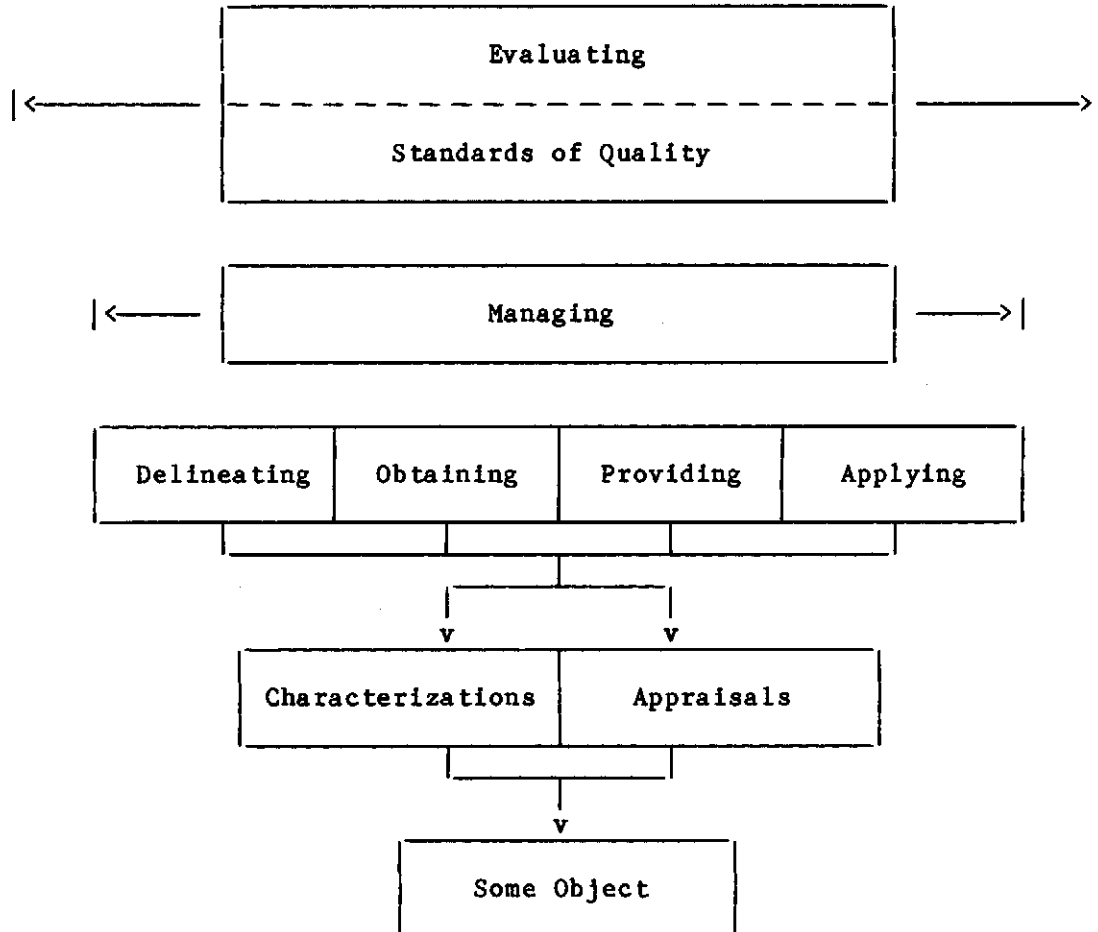 Evaluating
Standards of Quality
Managing
Delineating Obtaining Providing Applying
v v
Characterizations Appraisals
v
Some Object